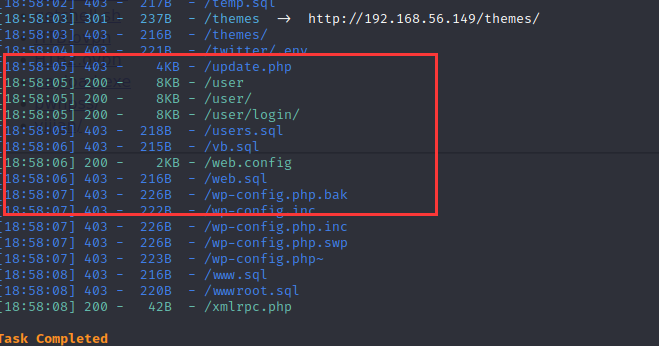 [18:58:02] 403 -  217B  - /temp.sql
[18:58:03] 301 -  237B  - /themes  ->  http://192.168.56.149/themes/
[18:58:03] 403 -  216B  - /themes/
[18:58:04] 403 -  221B  - /twitter/.env
[18:58:05] 403 -    4KB - /update.php
[18:58:05] 200 -    8KB - /user
[18:58:05] 200 -    8KB - /user/
[18:58:05] 200 -    8KB - /user/login/
[18:58:05] 403 -  218B  - /users.sql
[18:58:06] 403 -  215B  - /vb.sql
[18:58:06] 200 -    2KB - /web.config
[18:58:06] 403 -  216B  - /web.sql
[18:58:07] 403 -  226B  - /wp-config.php.bak
[18:58:07] 403 -  222B  - /wp-config.inc
[18:58:07] 403 -  226B  - /wp-config.php.inc
[18:58:07] 403 -  226B  - /wp-config.php.swp
[18:58:07] 403 -  223B  - /wp-config.php~
[18:58:08] 403 -  216B  - /www.sql
[18:58:08] 403 -  220B  - /wwwroot.sql
[18:58:08] 200 -   42B  - /xmlrpc.php
Task Completed